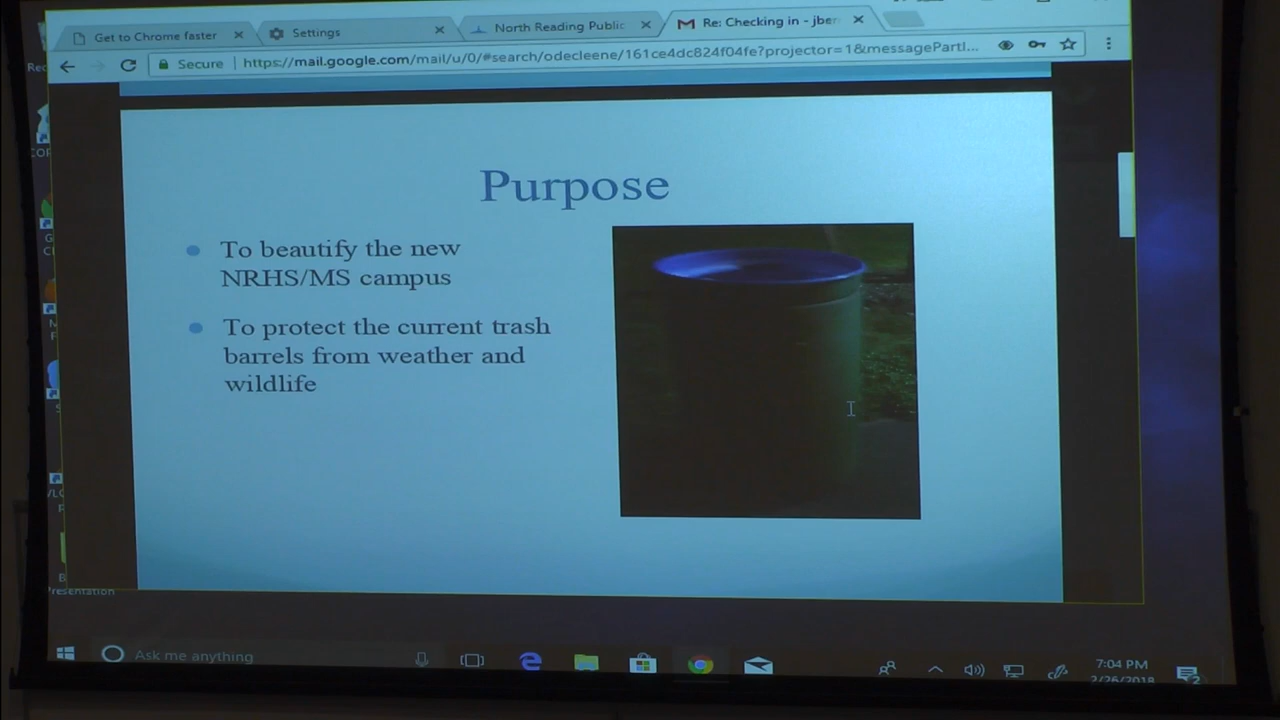 Get to Chrome faster
Settings
North Reading Public
Re: Checking in - jber
Secure
https://mail.google.com/mail/u/0/#search/odecleene/161ce4dc824f04fe?projector=1&messagePartI...
Purpose
To beautify the new
NRHS/MS campus
To protect the current trash
barrels from weather and
wildlife
Presentation
Ask me anything
7:04 PM
2/26/2018
2